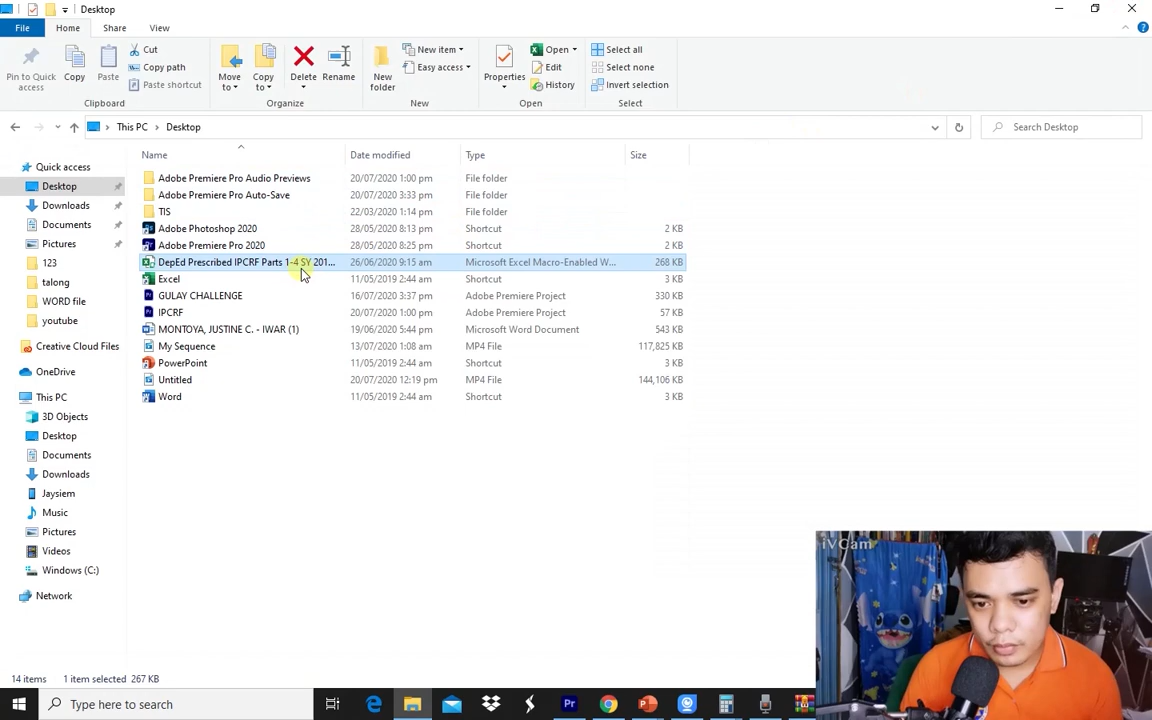 Desktop
File Home Share View
Pin to Quick access
Copy
Paste
Cut
Copy path
Paste shortcut
Clipboard
Move to
Copy to
Delete
Rename
Organize
New folder
New item
Easy access
New
Properties
Open
Edit
History
Open
Select all
Select none
Invert selection
Select
This PC > Desktop
Search Desktop
Name Date modified Type Size
Quick access
Desktop
Downloads
Documents
Pictures
123
talong
WORD file
youtube
Creative Cloud Files
OneDrive
This PC
3D Objects
Desktop
Documents
Downloads
Jaysiem
Music
Pictures
Videos
Windows (C:)
Network
Adobe Premiere Pro Audio Previews 20/07/2020 1:00 pm File folder
Adobe Premiere Pro Auto-Save 20/07/2020 3:33 pm File folder
TIS 22/03/2020 1:14 pm File folder
Adobe Photoshop 2020 28/05/2020 8:13 pm Shortcut 2 KB
Adobe Premiere Pro 2020 28/05/2020 8:25 pm Shortcut 2 KB
DepEd Prescribed IPCRF Parts 1-4 SY 201... 26/06/2020 9:15 am Microsoft Excel Macro-Enabled W... 268 KB
Excel 11/05/2019 2:44 am Shortcut 3 KB
GULAY CHALLENGE 16/07/2020 3:37 pm Adobe Premiere Project 330 KB
IPCRF 20/07/2020 1:00 pm Adobe Premiere Project 57 KB
MONTOYA, JUSTINE C. - IWAR (1) 19/06/2020 5:44 pm Microsoft Word Document 543 KB
My Sequence 13/07/2020 1:08 am MP4 File 117,825 KB
PowerPoint 11/05/2019 2:44 am Shortcut 3 KB
Untitled 20/07/2020 12:19 pm MP4 File 144,106 KB
Word 11/05/2019 2:44 am Shortcut 3 KB
iVCam
14 items 1 item selected 267 KB
Type here to search
Pr